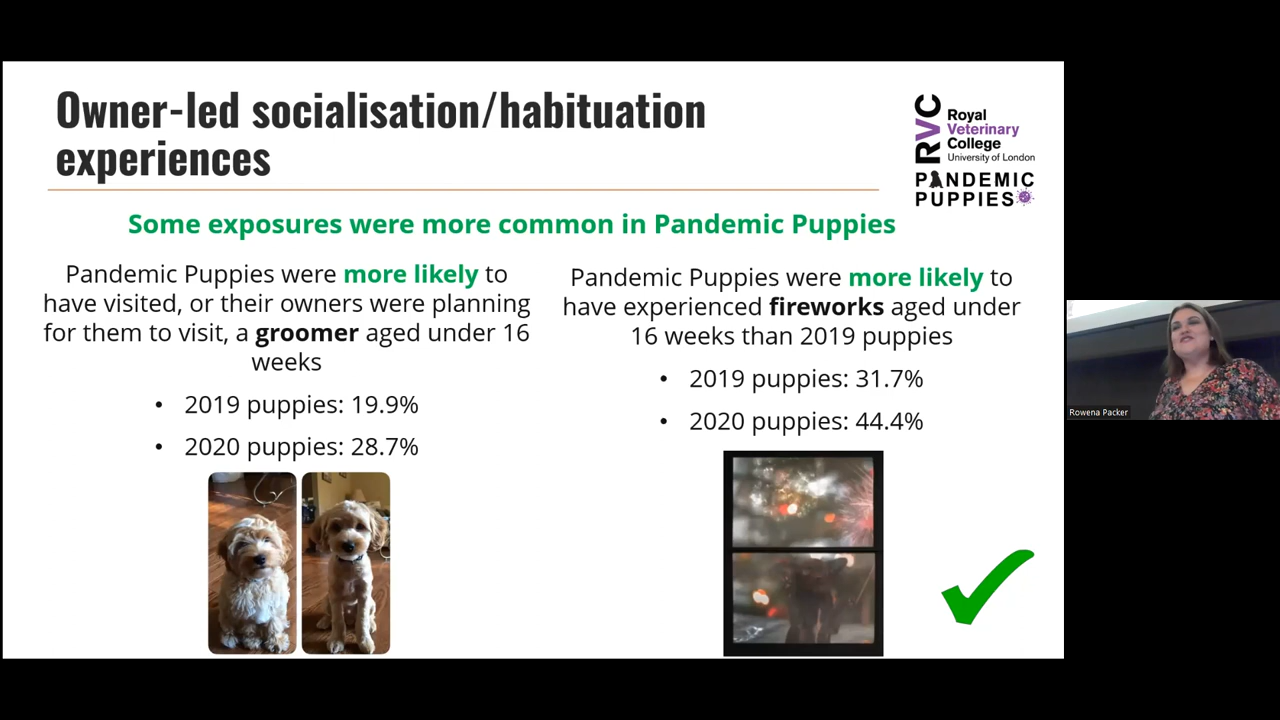 Owner-led socialisation/habituation
experiences
RVC
Royal
Veterinary
College
University of London
PANDEMIC
PUPPIES
Some exposures were more common in Pandemic Puppies
Pandemic Puppies were more likely to
have visited, or their owners were planning
for them to visit, a groomer aged under 16
weeks
• 2019 puppies: 19.9%
• 2020 puppies: 28.7%
Pandemic Puppies were more likely to
have experienced fireworks aged under
16 weeks than 2019 puppies
• 2019 puppies: 31.7%
• 2020 puppies: 44.4%
Rowena Packer